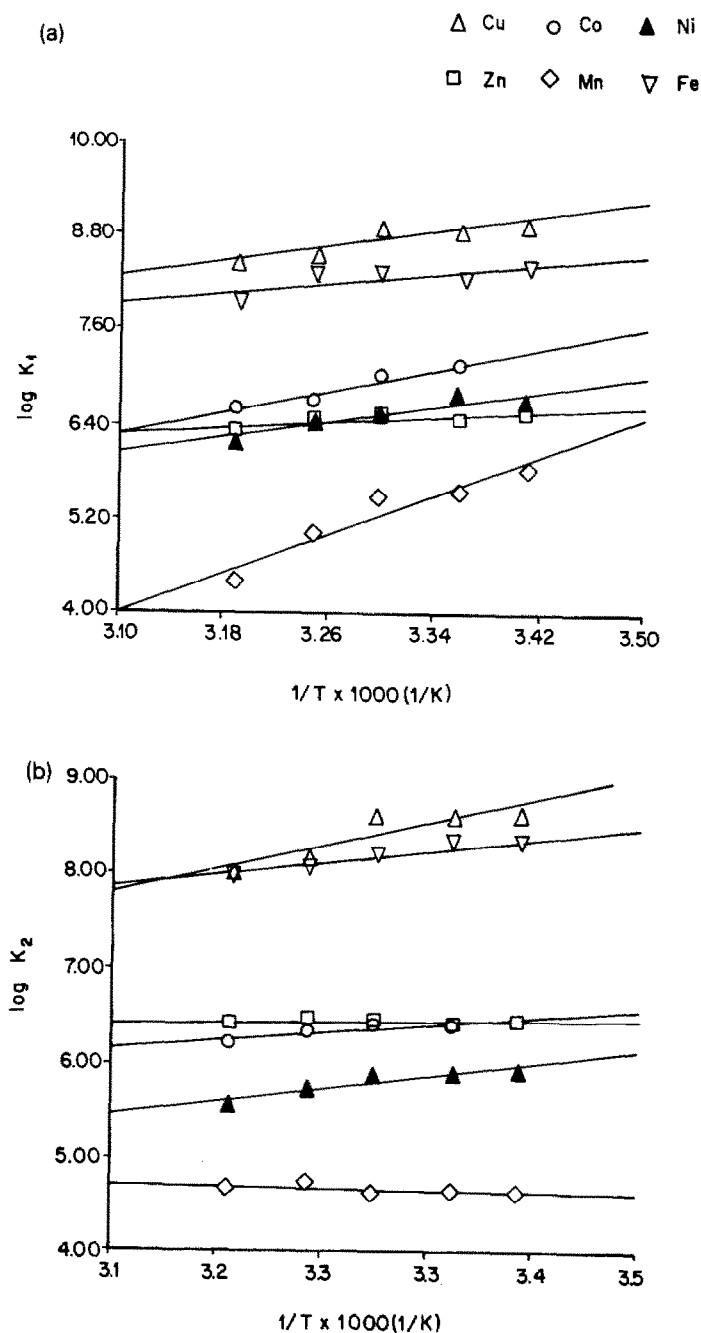 (a)
Cu Co Ni
Zn Mn Fe
10.00
8.80
7.60
6.40
5.20
4.00
log K₁
3.10 3.18 3.26 3.34 3.42 3.50
1/T x 1000 (1/K)
(b)
9.00
8.00
7.00
6.00
5.00
4.00
log K₂
3.1 3.2 3.3 3.3 3.4 3.5
1/T x 1000 (1/K)